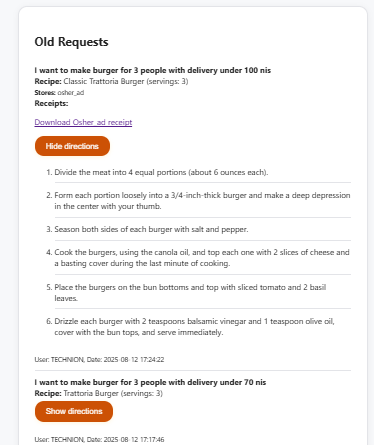 Old Requests
I want to make burger for 3 people with delivery under 100 nis
Recipe: Classic Trattoria Burger (servings: 3)
Stores: osher_ad
Receipts:
Download Osher_ad receipt
Hide directions
1. Divide the meat into 4 equal portions (about 6 ounces each).
2. Form each portion loosely into a 3/4-inch-thick burger and make a deep depression
in the center with your thumb.
3. Season both sides of each burger with salt and pepper.
4. Cook the burgers, using the canola oil, and top each one with 2 slices of cheese and
a basting cover during the last minute of cooking.
5. Place the burgers on the bun bottoms and top with sliced tomato and 2 basil
leaves.
6. Drizzle each burger with 2 teaspoons balsamic vinegar and 1 teaspoon olive oil,
cover with the bun tops, and serve immediately.
User: TECHNION, Date: 2025-08-12 17:24:22
I want to make burger for 3 people with delivery under 70 nis
Recipe: Trattoria Burger (servings: 3)
Show directions
User: TECHNION, Date: 2025-08-12 17:17:46